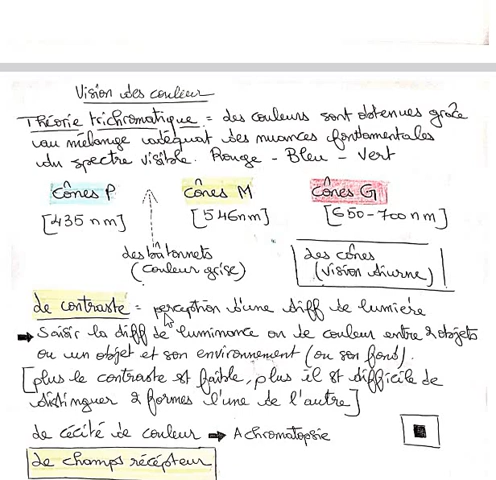 Vision des couleur
Théorie trichromatique = des couleurs sont obtenues grâce
au mélange adéquat des nuances fondamentales
du spectre visible. Rouge - Bleu - Vert
cônes P cônes M cônes G
[435 nm] [546nm] [650-700 nm]
des bâtonnets des cônes
(couleur grise) (vision diurne)
de contraste = perception d'une diff de lumière
➡ Saisir la diff de luminance ou de couleur entre 2 objets
ou un objet et son environnement (ou son fond).
[plus le contraste st faible, plus il st difficile de
distinguer 2 formes l'une de l'autre]
de cécité de couleur ➡ Achromatopsie
de champs récépteur